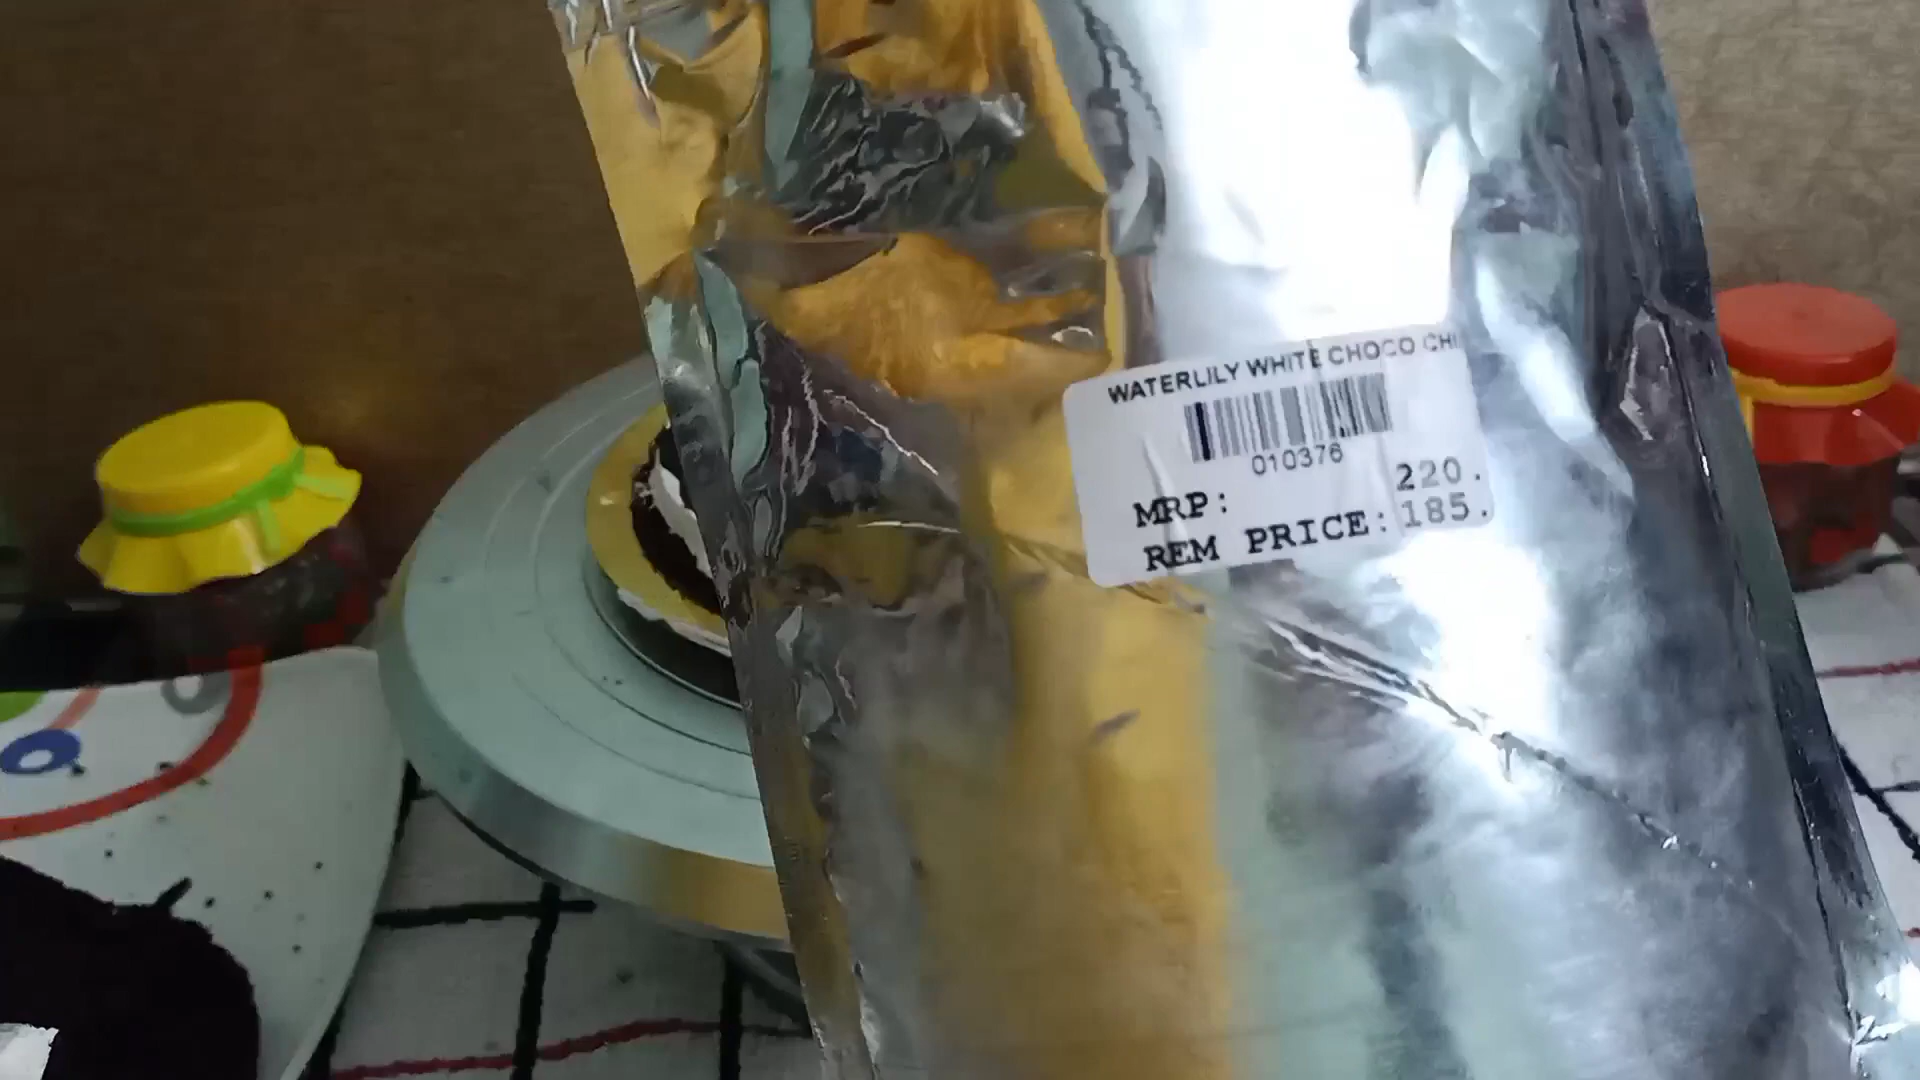 WATERLILY WHITE CHOCO CHI
010376
MRP: 220.
REM PRICE: 185.